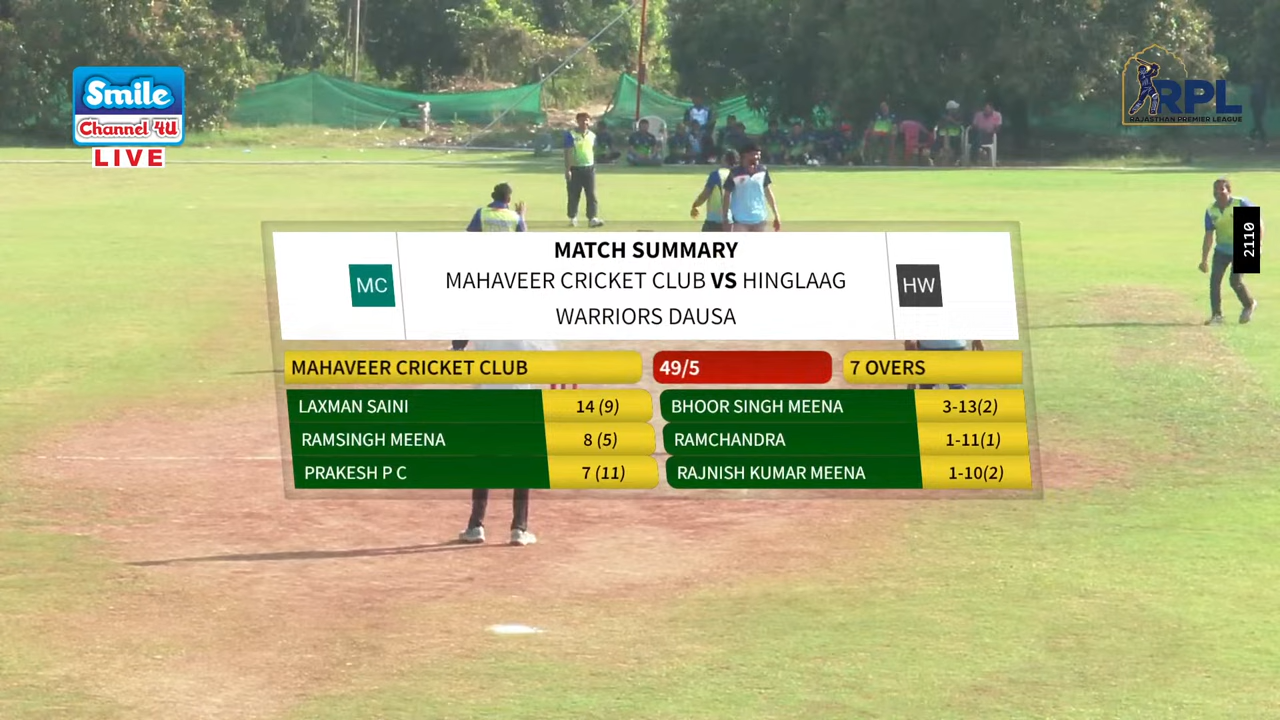 Smile
Channel 4U
LIVE
RPL
RAJASTHAN PREMIER LEAGUE
2110
MATCH SUMMARY
MC
MAHAVEER CRICKET CLUB VS HINGLAAG
WARRIORS DAUSA
HW
MAHAVEER CRICKET CLUB 49/5 7 OVERS
LAXMAN SAINI 14 (9) BHOOR SINGH MEENA 3-13(2)
RAMSINGH MEENA 8 (5) RAMCHANDRA 1-11(1)
PRAKESH P C 7 (11) RAJNISH KUMAR MEENA 1-10(2)